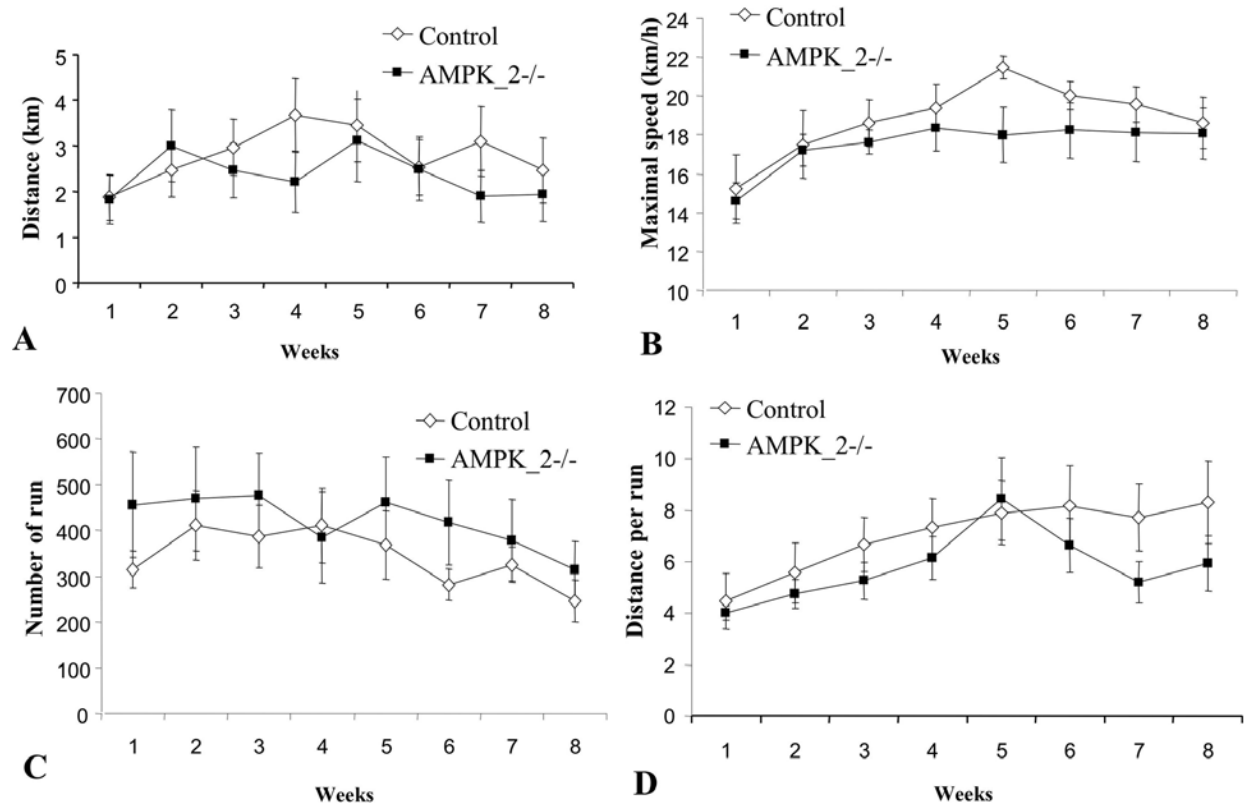 Control
AMPK_2-/-
Distance (km)
5
4
3
2
1
0
1 2 3 4 5 6 7 8
Weeks
A
Control
AMPK_2-/-
Maximal speed (km/h)
24
22
20
18
16
14
12
10
1 2 3 4 5 6 7 8
Weeks
B
Control
AMPK_2-/-
Number of run
700
600
500
400
300
200
100
0
1 2 3 4 5 6 7 8
Weeks
C
Control
AMPK_2-/-
Distance per run
12
10
8
6
4
2
0
1 2 3 4 5 6 7 8
Weeks
D